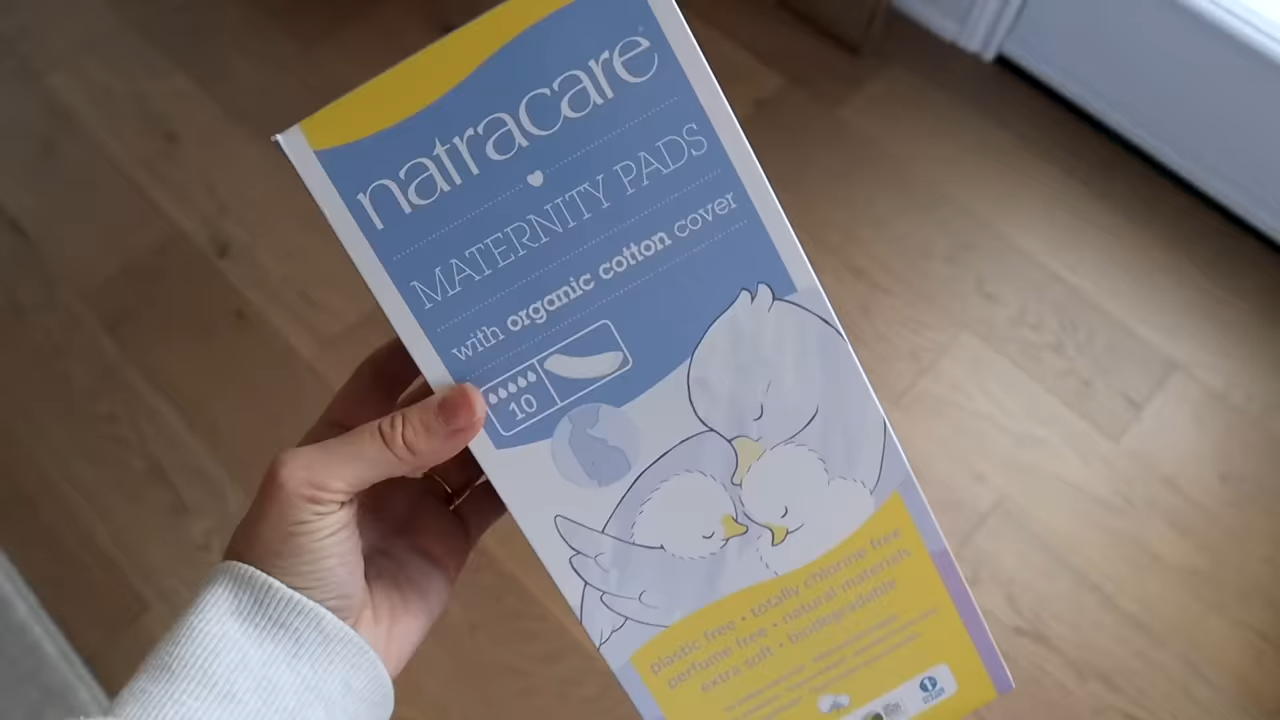 natracare
MATERNITY PADS
with organic cotton cover
10
plastic free • totally chlorine free
perfume free • natural materials
extra soft • biodegradable